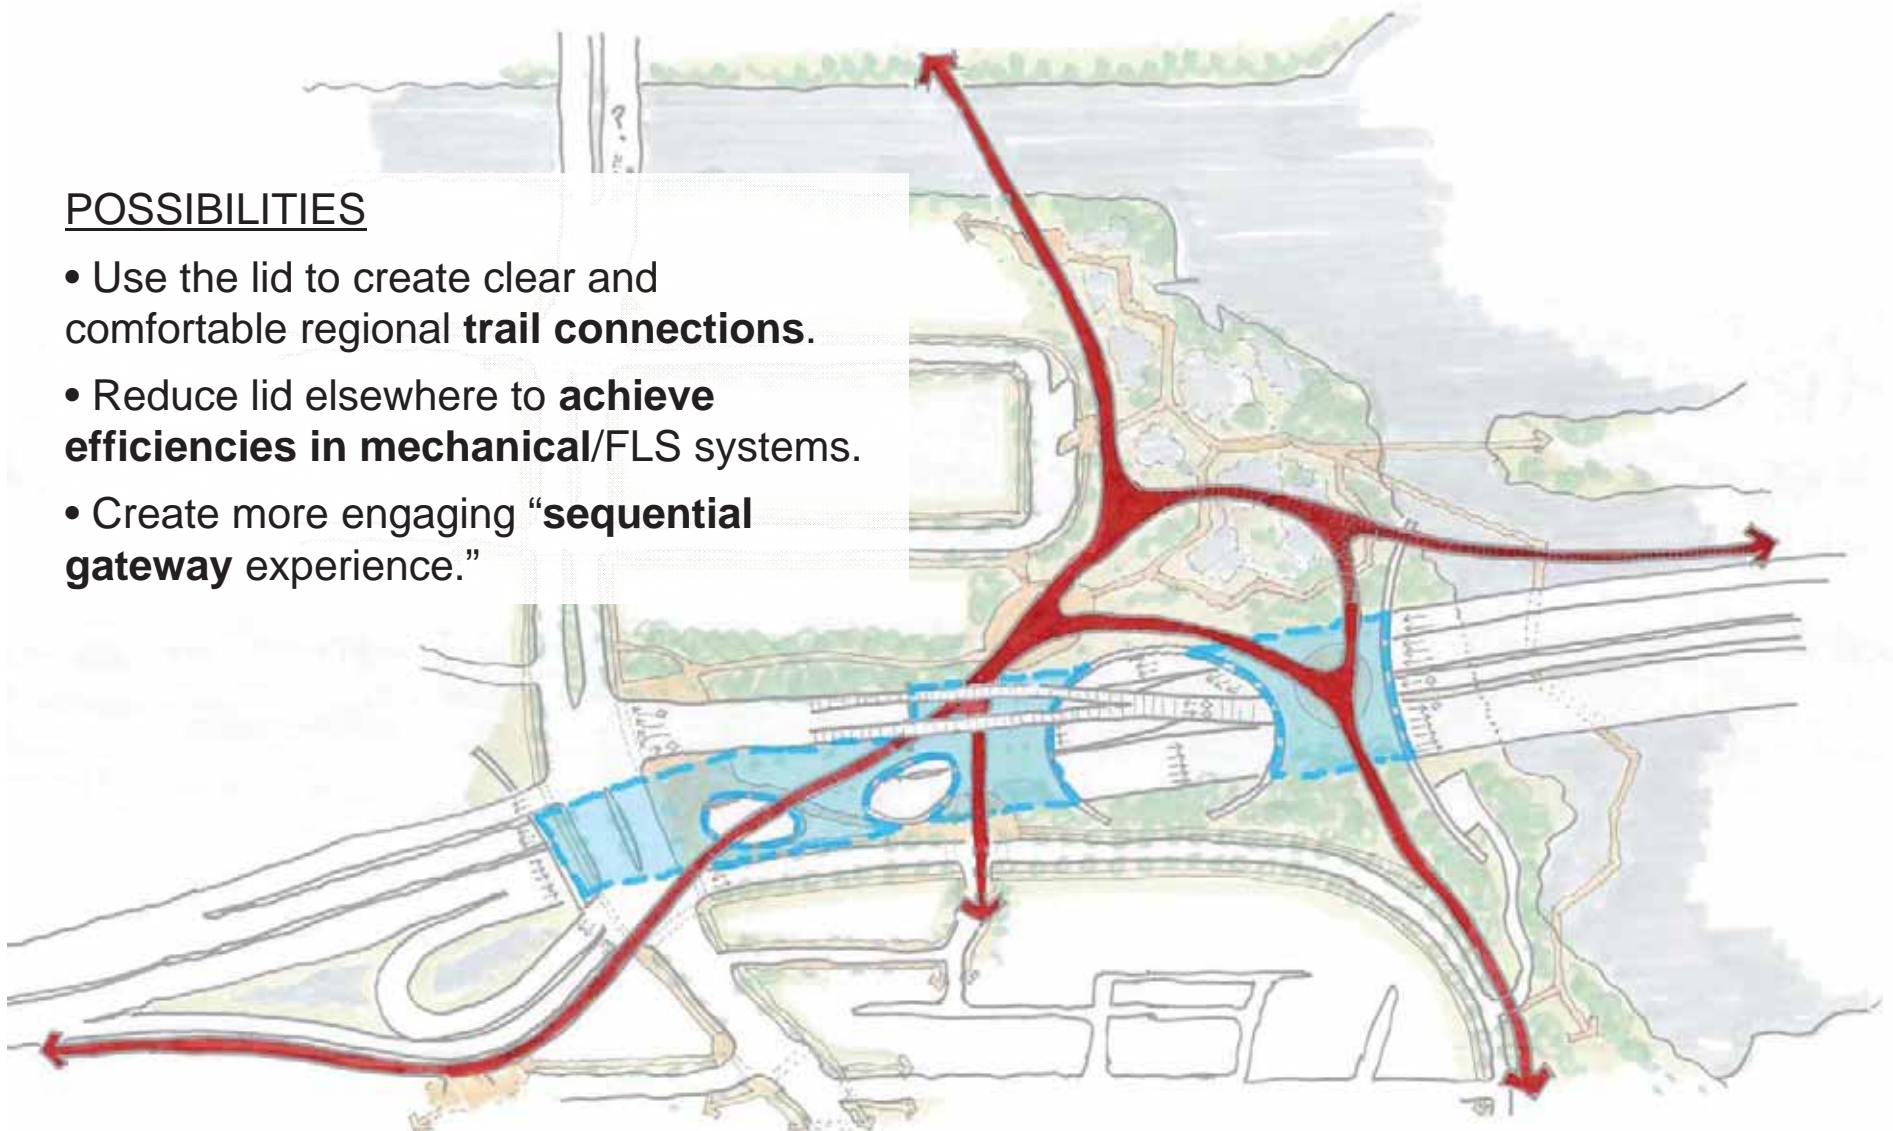 POSSIBILITIES
• Use the lid to create clear and
comfortable regional trail connections.
• Reduce lid elsewhere to achieve
efficiencies in mechanical/FLS systems.
• Create more engaging “sequential
gateway experience.”